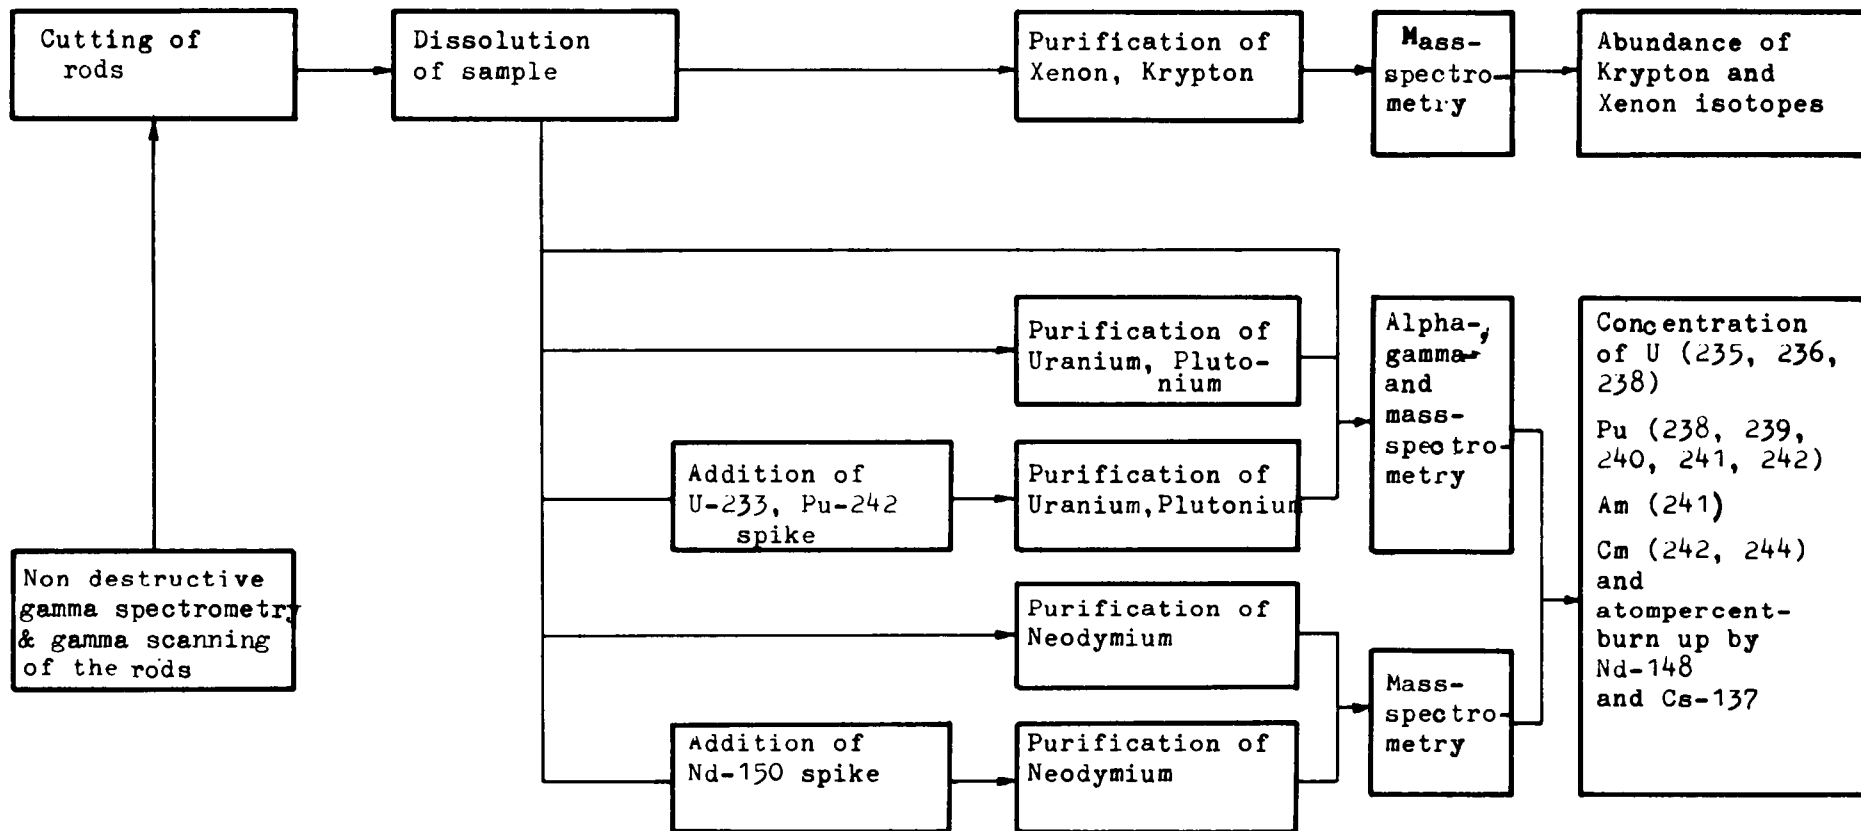 Cutting of
rods
Dissolution
of sample
Purification of
Xenon, Krypton
Mass-
spectro-
metry
Abundance of
Krypton and
Xenon isotopes
Non destructive
gamma spectrometry
& gamma scanning
of the rods
Purification of
Uranium, Pluto-
nium
Addition of
U-233, Pu-242
spike
Purification of
Uranium, Plutonium
Alpha-,
gamma-
and
mass-
spectro-
metry
Purification of
Neodymium
Addition of
Nd-150 spike
Purification of
Neodymium
Mass-
spectro-
metry
Concentration
of U (235, 236,
238)
Pu (238, 239,
240, 241, 242)
Am (241)
Cm (242, 244)
and
atompercent-
burn up by
Nd-148
and Cs-137